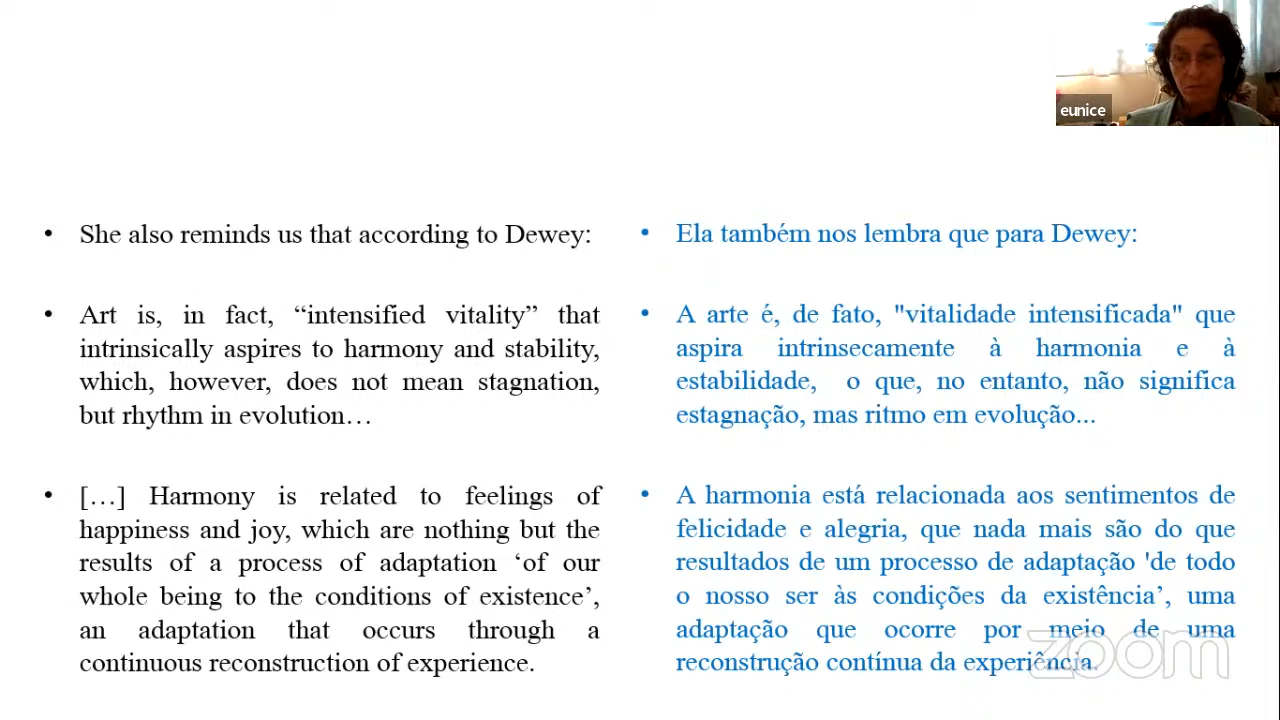 eunice
• She also reminds us that according to Dewey:
• Art is, in fact, “intensified vitality” that
intrinsically aspires to harmony and stability,
which, however, does not mean stagnation,
but rhythm in evolution…
• […] Harmony is related to feelings of
happiness and joy, which are nothing but the
results of a process of adaptation ‘of our
whole being to the conditions of existence’,
an adaptation that occurs through a
continuous reconstruction of experience.
• Ela também nos lembra que para Dewey:
• A arte é, de fato, "vitalidade intensificada" que
aspira intrinsecamente à harmonia e à
estabilidade, o que, no entanto, não significa
estagnação, mas ritmo em evolução...
• A harmonia está relacionada aos sentimentos de
felicidade e alegria, que nada mais são do que
resultados de um processo de adaptação 'de todo
o nosso ser às condições da existência’, uma
adaptação que ocorre por meio de uma
reconstrução contínua da experiência.
zoom